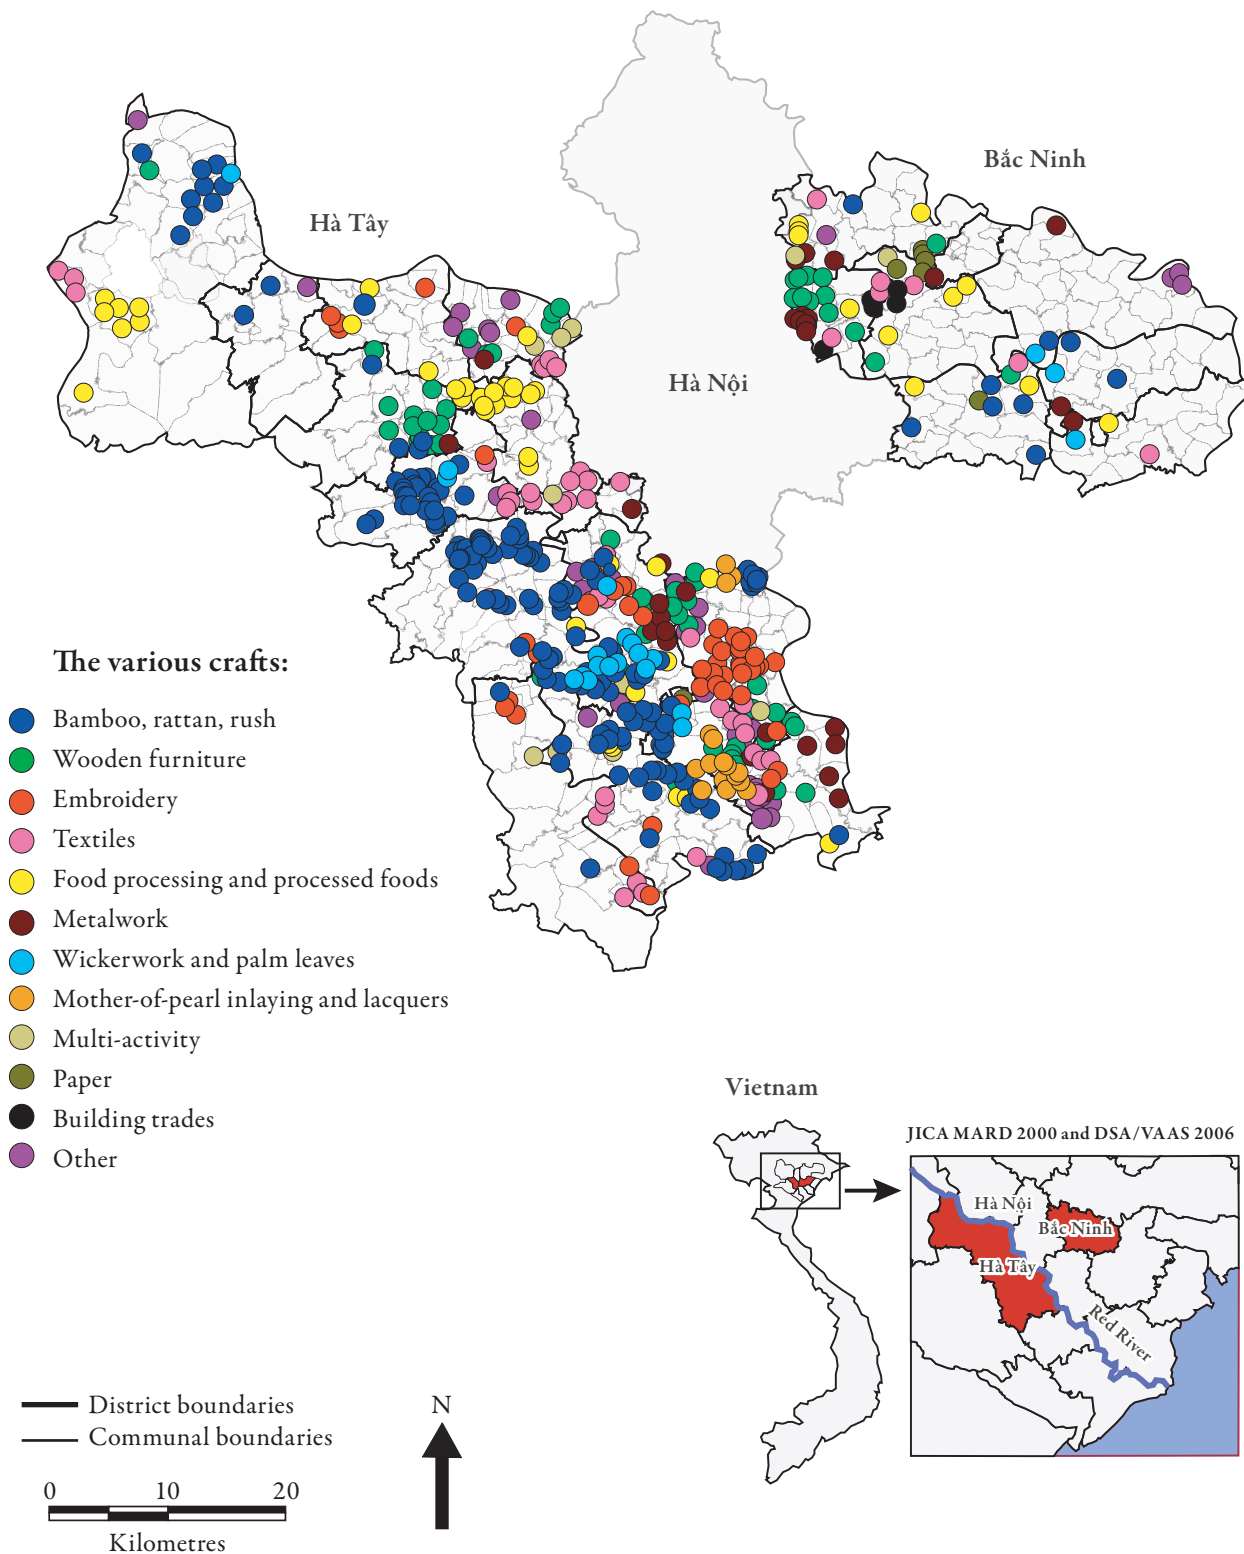 Bắc Ninh
Hà Tây
Hà Nội
The various crafts:
Bamboo, rattan, rush
Wooden furniture
Embroidery
Textiles
Food processing and processed foods
Metalwork
Wickerwork and palm leaves
Mother-of-pearl inlaying and lacquers
Multi-activity
Paper
Building trades
Other
Vietnam
JICA MARD 2000 and DSA/VAAS 2006
Hà Nội
Bắc Ninh
Hà Tây
Red River
District boundaries
Communal boundaries
N
0 10 20
Kilometres